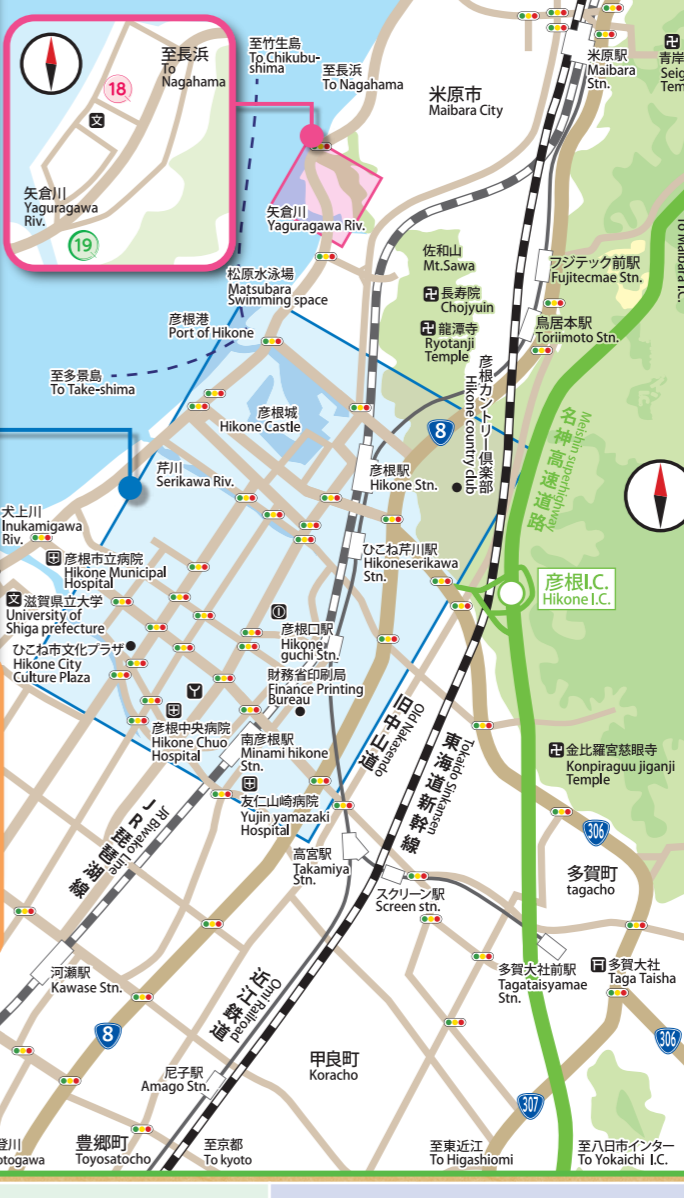 至長浜
To
Nagahama
18
文
矢倉川
Yaguragawa
Riv.
19
至竹生島
To Chikubu-
shima
至長浜
To Nagahama
米原市
Maibara City
米原駅
Maibara
Stn.
矢倉川
Yaguragawa Riv.
佐和山
Mt.Sawa
長寿院
Chojyuin
龍潭寺
Ryotanji
Temple
フジテック前駅
Fujitecmae Stn.
鳥居本駅
Toriimoto Stn.
To Maibara I.C.
松原水泳場
Matsubara
Swimming space
彦根港
Port of Hikone
至多景島
To Take-shima
彦根城
Hikone Castle
彦根カントリー倶楽部
Hikone country club
8
名神高速道路
Meishin superhighway
芹川
Serikawa Riv.
彦根駅
Hikone Stn.
犬上川
Inukamigawa
Riv.
彦根市立病院
Hikone Municipal
Hospital
ひこね芹川駅
Hikoneserikawa
Stn.
彦根I.C.
Hikone I.C.
文
滋賀県立大学
University of
Shiga prefecture
ひこね市文化プラザ
Hikone City
Culture Plaza
彦根口駅
Hikone
guchi Stn.
財務省印刷局
Finance Printing
Bureau
彦根中央病院
Hikone Chuo
Hospital
南彦根駅
Minami hikone
Stn.
旧中山道
Old Nakasendo
東海道新幹線
Tokaido Sinkansen
金比羅宮慈眼寺
Konpiraguu jiganji
Temple
友仁山崎病院
Yujin yamazaki
Hospital
JR琵琶湖線
JR Biwako Line
高宮駅
Takamiya
Stn.
スクリーン駅
Screen stn.
306
多賀町
tagacho
多賀大社前駅
Tagataisyamae
Stn.
多賀大社
Taga Taisha
河瀬駅
Kawase Stn.
近江鉄道
Omi Railroad
8
306
甲良町
Koracho
尼子駅
Amago Stn.
307
豊郷町
Toyosatocho
至京都
To kyoto
至東近江
To Higashiomi
至八日市インター
To Yokaichi I.C.